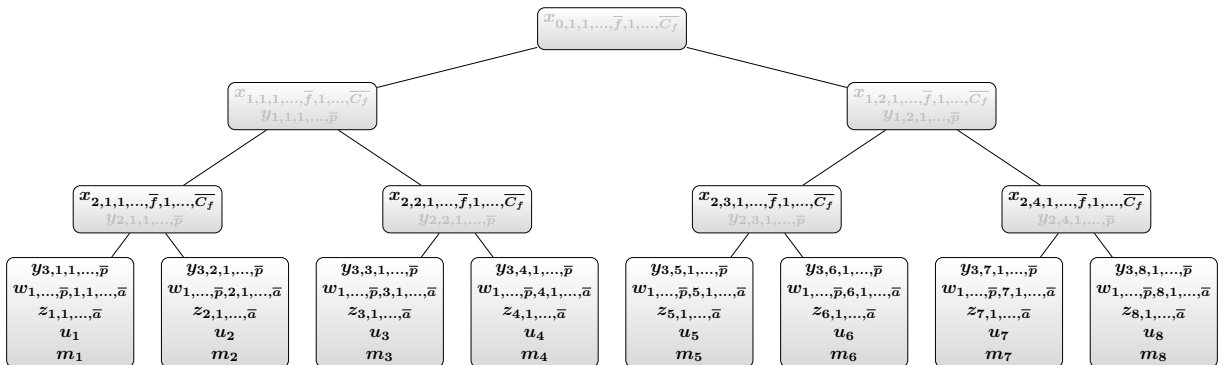 x_{0,1,1,...,\overline{f},1,...,\overline{C_f}}
x_{1,1,1,...,\overline{f},1,...,\overline{C_f}}
y_{1,1,1,...,\overline{p}}
x_{1,2,1,...,\overline{f},1,...,\overline{C_f}}
y_{1,2,1,...,\overline{p}}
x_{2,1,1,...,\overline{f},1,...,\overline{C_f}}
y_{2,1,1,...,\overline{p}}
x_{2,2,1,...,\overline{f},1,...,\overline{C_f}}
y_{2,2,1,...,\overline{p}}
x_{2,3,1,...,\overline{f},1,...,\overline{C_f}}
y_{2,3,1,...,\overline{p}}
x_{2,4,1,...,\overline{f},1,...,\overline{C_f}}
y_{2,4,1,...,\overline{p}}
y_{3,1,1,...,\overline{p}}
w_{1,...,\overline{p},1,1,...,\overline{a}}
z_{1,1,...,\overline{a}}
u_1
m_1
y_{3,2,1,...,\overline{p}}
w_{1,...,\overline{p},2,1,...,\overline{a}}
z_{2,1,...,\overline{a}}
u_2
m_2
y_{3,3,1,...,\overline{p}}
w_{1,...,\overline{p},3,1,...,\overline{a}}
z_{3,1,...,\overline{a}}
u_3
m_3
y_{3,4,1,...,\overline{p}}
w_{1,...,\overline{p},4,1,...,\overline{a}}
z_{4,1,...,\overline{a}}
u_4
m_4
y_{3,5,1,...,\overline{p}}
w_{1,...,\overline{p},5,1,...,\overline{a}}
z_{5,1,...,\overline{a}}
u_5
m_5
y_{3,6,1,...,\overline{p}}
w_{1,...,\overline{p},6,1,...,\overline{a}}
z_{6,1,...,\overline{a}}
u_6
m_6
y_{3,7,1,...,\overline{p}}
w_{1,...,\overline{p},7,1,...,\overline{a}}
z_{7,1,...,\overline{a}}
u_7
m_7
y_{3,8,1,...,\overline{p}}
w_{1,...,\overline{p},8,1,...,\overline{a}}
z_{8,1,...,\overline{a}}
u_8
m_8